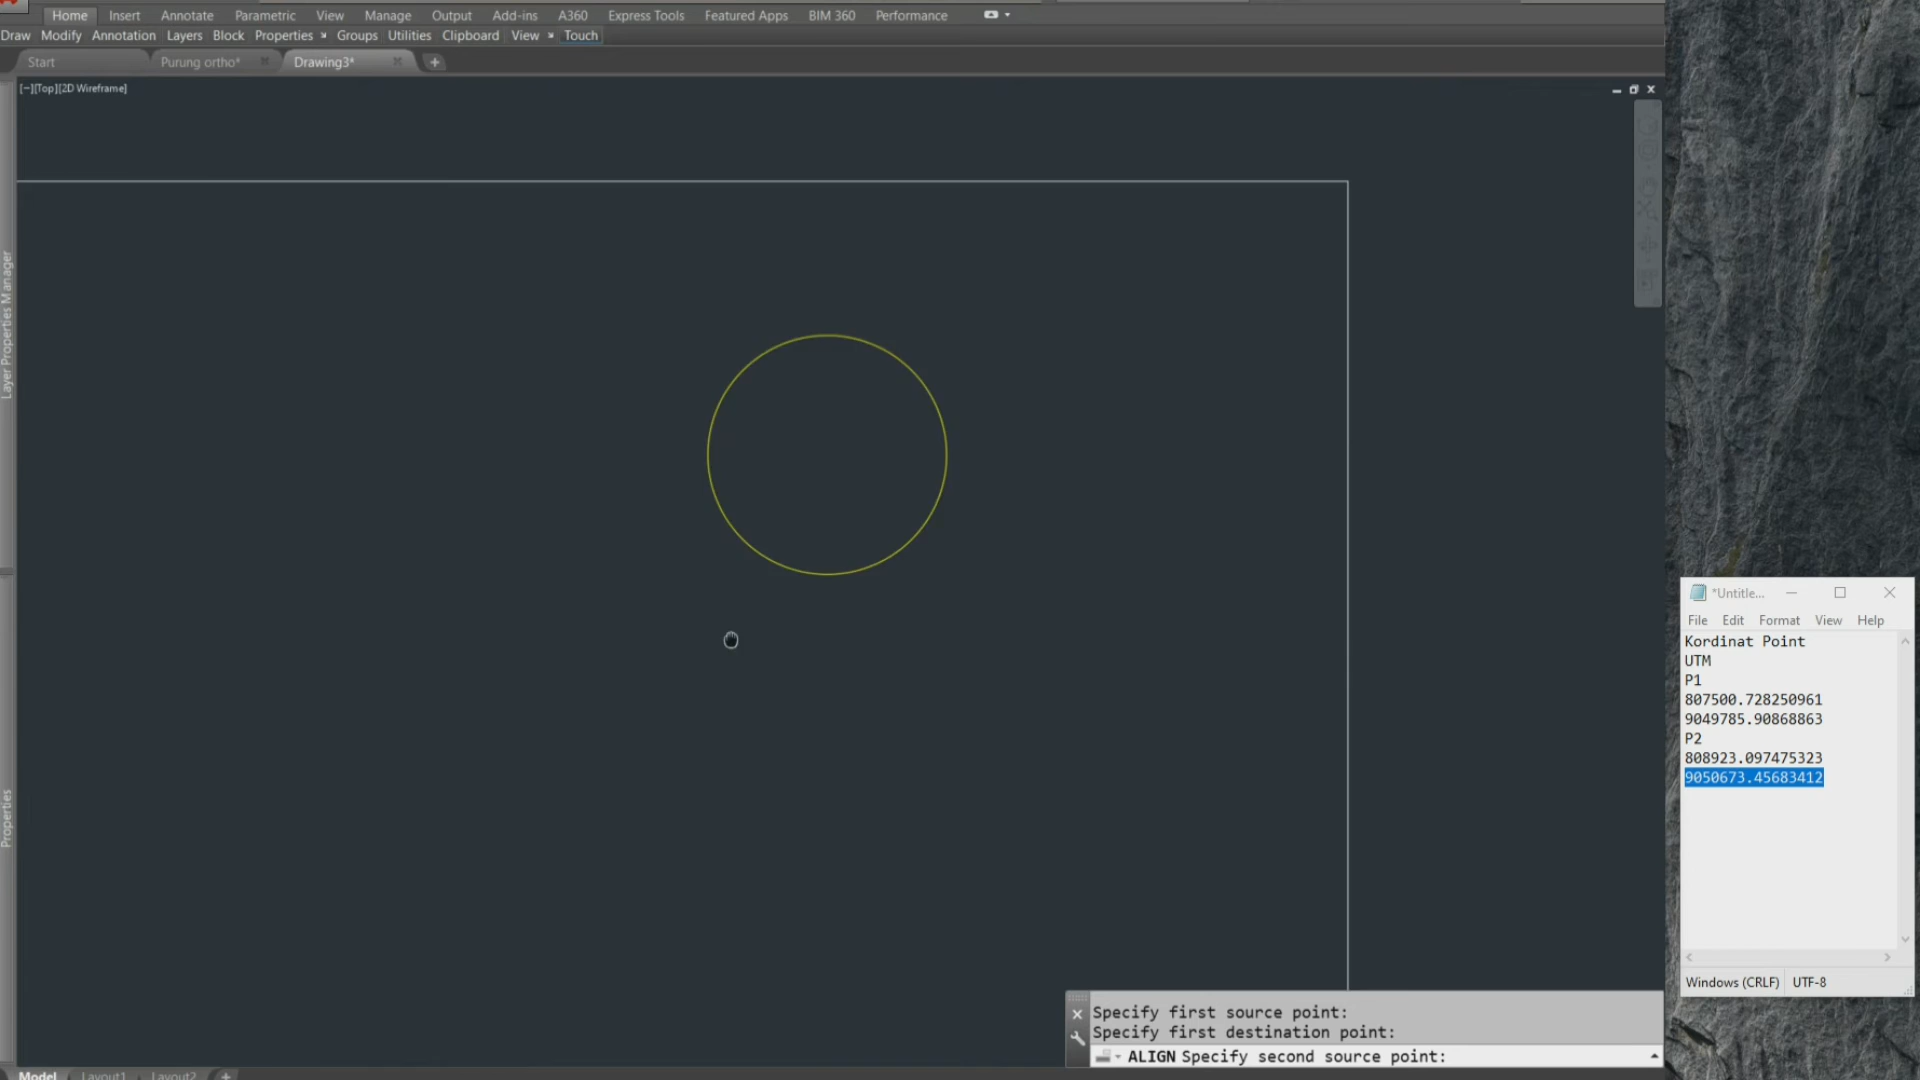 Home Insert Annotate Parametric View Manage Output Add-ins A360 Express Tools Featured Apps BIM 360 Performance
Draw Modify Annotation Layers Block Properties Groups Utilities Clipboard View Touch
Start Purung ortho* Drawing3*
[−][Top][2D Wireframe]
Layer Properties Manager
Properties
*Untitle...
File Edit Format View Help
Kordinat Point
UTM
P1
807500.728250961
9049785.90868863
P2
808923.097475323
9050673.45683412
Windows (CRLF) UTF-8
Specify first source point:
Specify first destination point:
ALIGN Specify second source point:
Model Layout1 Layout2